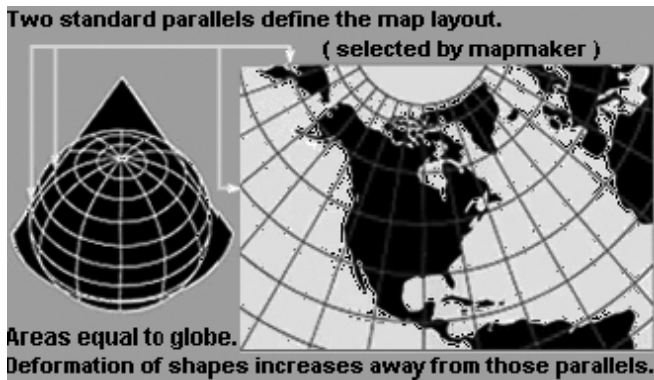 Two standard parallels define the map layout.
( selected by mapmaker )
Areas equal to globe.
Deformation of shapes increases away from those parallels.